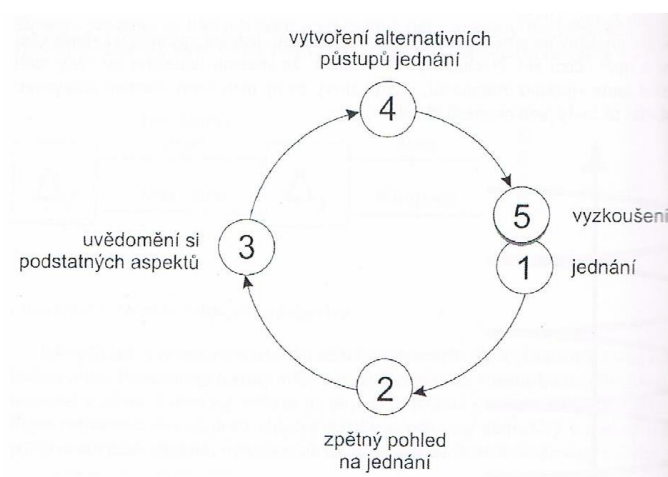 vytvoření alternativních
půstupů jednání
4
5
vyzkoušení
1
jednání
3
uvědomění si
podstatných aspektů
2
zpětný pohled
na jednání